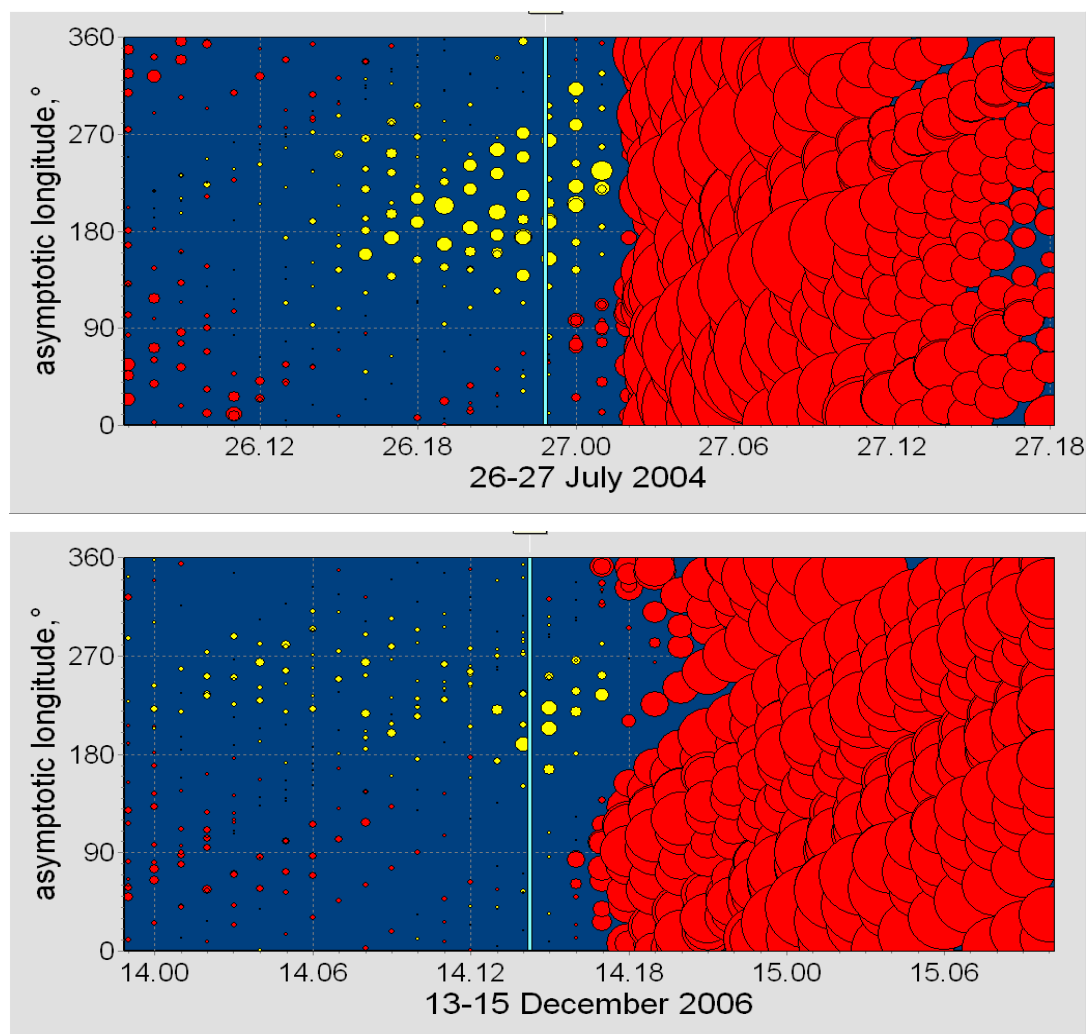 360
270
180
90
0
asymptotic longitude,°
26.12 26.18 27.00 27.06 27.12 27.18
26-27 July 2004
360
270
180
90
0
asymptotic longitude,°
14.00 14.06 14.12 14.18 15.00 15.06
13-15 December 2006